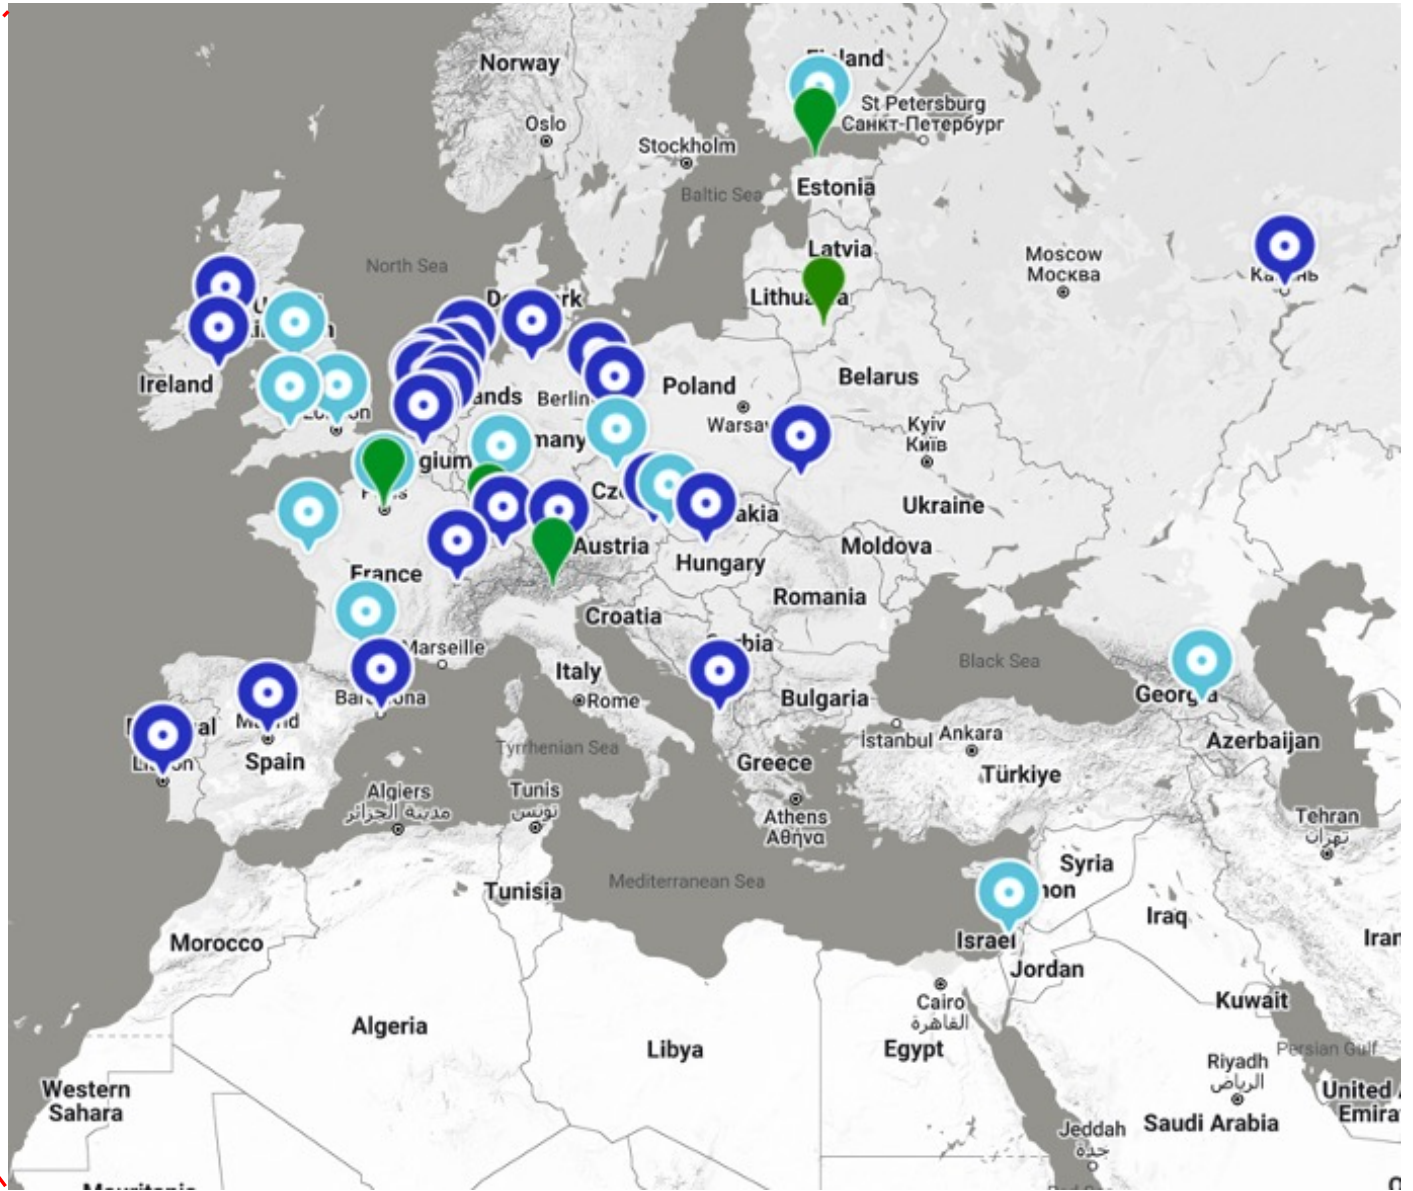 Norway
Oslo
Stockholm
St Petersburg
Санкт-Петербург
Baltic Sea
Estonia
Latvia
Moscow
Москва
North Sea
Ireland
Poland
Belarus
Berlin
Kyiv
Київ
Ukraine
Austria
Moldova
Hungary
France
Romania
Croatia
Marseille
Italy
Rome
Bulgaria
Black Sea
Spain
Tyrrhenian Sea
İstanbul
Ankara
Azerbaijan
Greece
Türkiye
Algiers
مدينة الجزائر
Tunis
تونس
Athens
Αθήνα
Tehran
تهران
Syria
Tunisia
Mediterranean Sea
Iraq
Morocco
Israel
Jordan
Cairo
القاهرة
Kuwait
Algeria
Libya
Egypt
Persian Gulf
Riyadh
الرياض
Western
Sahara
United
Saudi Arabia
Jeddah
جدة